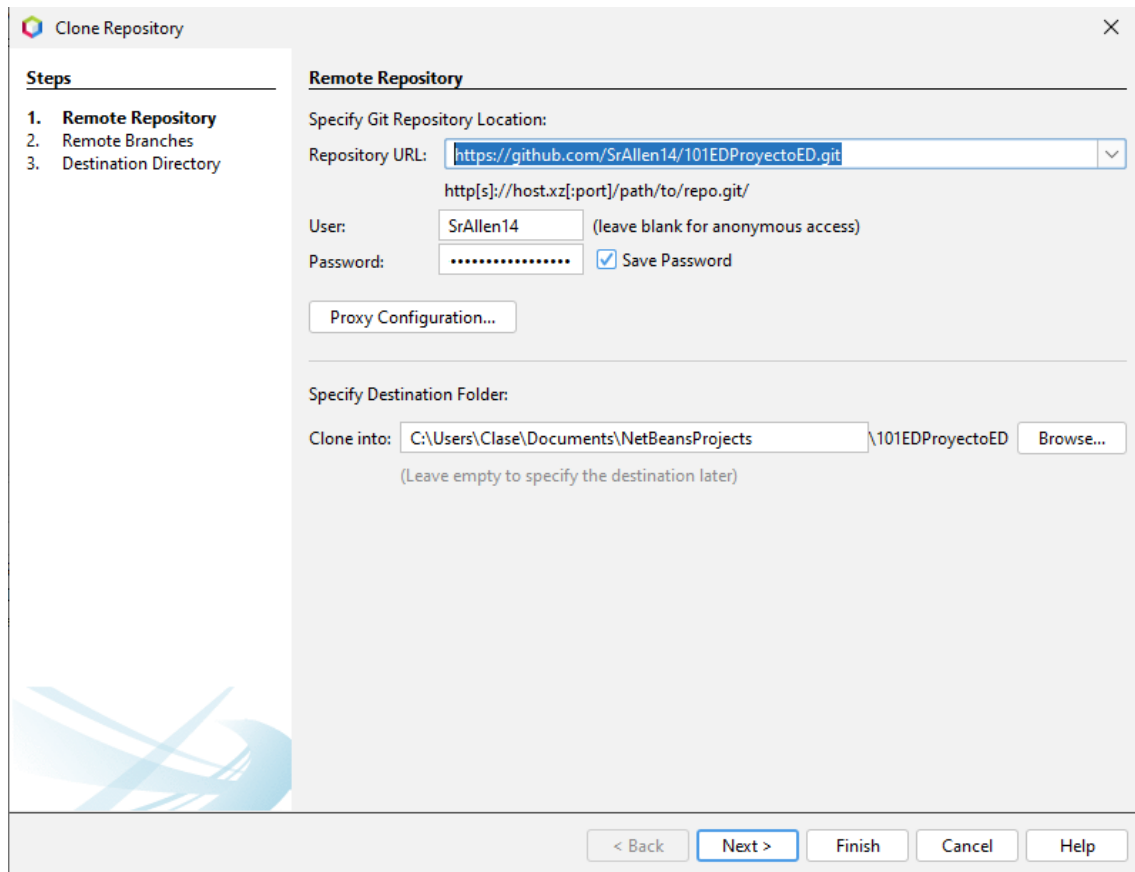 Clone Repository
Steps
1. Remote Repository
2. Remote Branches
3. Destination Directory
Remote Repository
Specify Git Repository Location:
Repository URL: https://github.com/SrAllen14/101EDProyectoED.git
http[s]://host.xz[:port]/path/to/repo.git/
User: SrAllen14 (leave blank for anonymous access)
Password: ••••••••••••••••• Save Password
Proxy Configuration...
Specify Destination Folder:
Clone into: C:\Users\Clase\Documents\NetBeansProjects \101EDProyectoED Browse...
(Leave empty to specify the destination later)
< Back Next > Finish Cancel Help